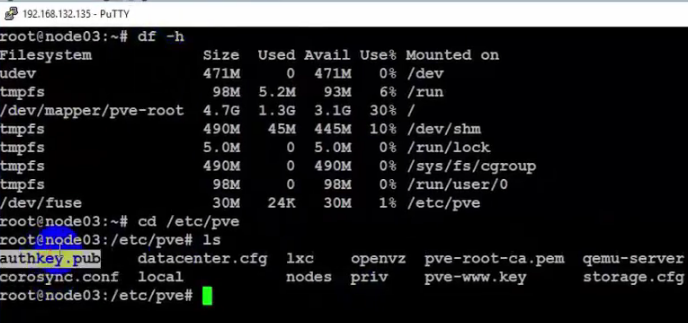 192.168.132.135 - PuTTY
root@node03:~# df -h
Filesystem Size Used Avail Use% Mounted on
udev 471M 0 471M 0% /dev
tmpfs 98M 5.2M 93M 6% /run
/dev/mapper/pve-root 4.7G 1.3G 3.1G 30% /
tmpfs 490M 45M 445M 10% /dev/shm
tmpfs 5.0M 0 5.0M 0% /run/lock
tmpfs 490M 0 490M 0% /sys/fs/cgroup
tmpfs 98M 0 98M 0% /run/user/0
/dev/fuse 30M 24K 30M 1% /etc/pve
root@node03:~# cd /etc/pve
root@node03:/etc/pve# ls
authkey.pub datacenter.cfg lxc openvz pve-root-ca.pem qemu-server
corosync.conf local nodes priv pve-www.key storage.cfg
root@node03:/etc/pve#